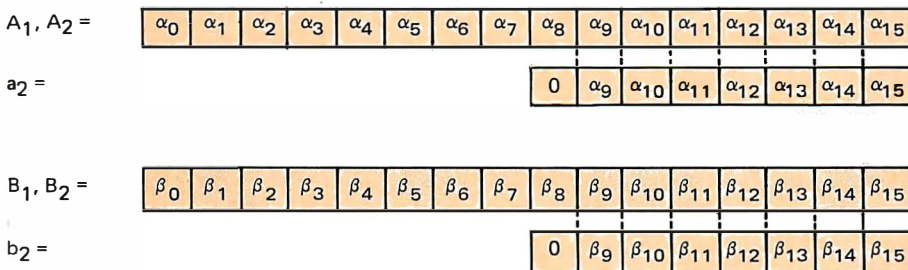 A₁, A₂ = α₀ α₁ α₂ α₃ α₄ α₅ α₆ α₇ α₈ α₉ α₁₀ α₁₁ α₁₂ α₁₃ α₁₄ α₁₅
a₂ = 0 α₉ α₁₀ α₁₁ α₁₂ α₁₃ α₁₄ α₁₅
B₁, B₂ = β₀ β₁ β₂ β₃ β₄ β₅ β₆ β₇ β₈ β₉ β₁₀ β₁₁ β₁₂ β₁₃ β₁₄ β₁₅
b₂ = 0 β₉ β₁₀ β₁₁ β₁₂ β₁₃ β₁₄ β₁₅